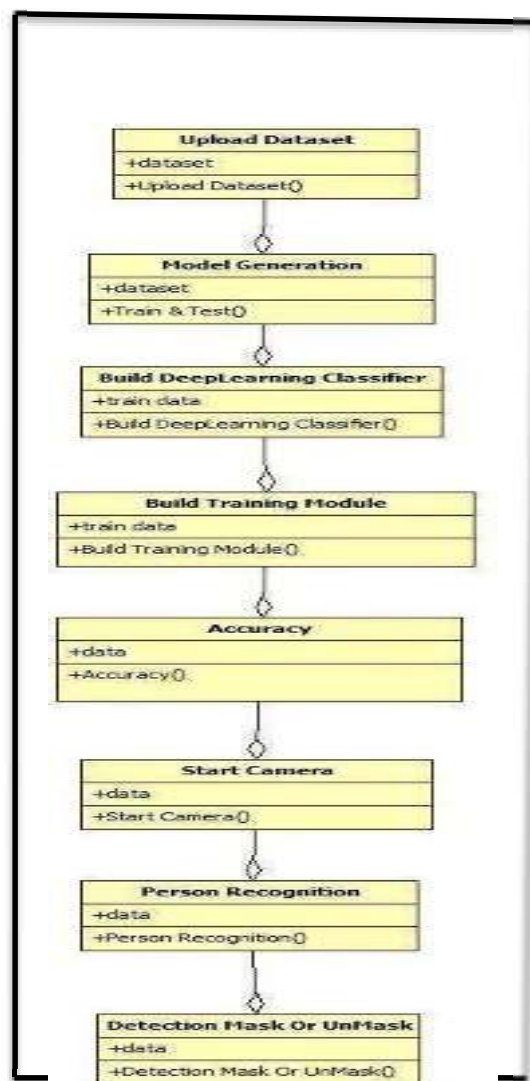 Upload Dataset
+dataset
+Upload Dataset()
Model Generation
+dataset
+Train & Test()
Build DeepLearning Classifier
+train data
+Build DeepLearning Classifier()
Build Training Module
+train data
+Build Training Module()
Accuracy
+data
+Accuracy()
Start Camera
+data
+Start Camera()
Person Recognition
+data
+Person Recognition()
Detection Mask Or UnMask
+data
+Detection Mask Or UnMask()